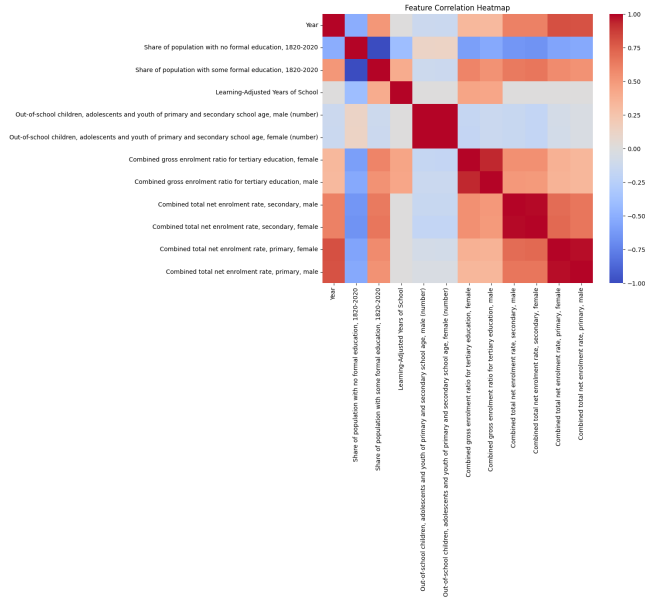 Feature Correlation Heatmap
Year
Share of population with no formal education, 1820-2020
Share of population with some formal education, 1820-2020
Learning-Adjusted Years of School
Out-of-school children, adolescents and youth of primary and secondary school age, male (number)
Out-of-school children, adolescents and youth of primary and secondary school age, female (number)
Combined gross enrolment ratio for tertiary education, female
Combined gross enrolment ratio for tertiary education, male
Combined total net enrolment rate, secondary, male
Combined total net enrolment rate, secondary, female
Combined total net enrolment rate, primary, female
Combined total net enrolment rate, primary, male
1.00
0.75
0.50
0.25
0.00
−0.25
−0.50
−0.75
−1.00
Year
Share of population with no formal education, 1820-2020
Share of population with some formal education, 1820-2020
Learning-Adjusted Years of School
Out-of-school children, adolescents and youth of primary and secondary school age, male (number)
Out-of-school children, adolescents and youth of primary and secondary school age, female (number)
Combined gross enrolment ratio for tertiary education, female
Combined gross enrolment ratio for tertiary education, male
Combined total net enrolment rate, secondary, male
Combined total net enrolment rate, secondary, female
Combined total net enrolment rate, primary, female
Combined total net enrolment rate, primary, male